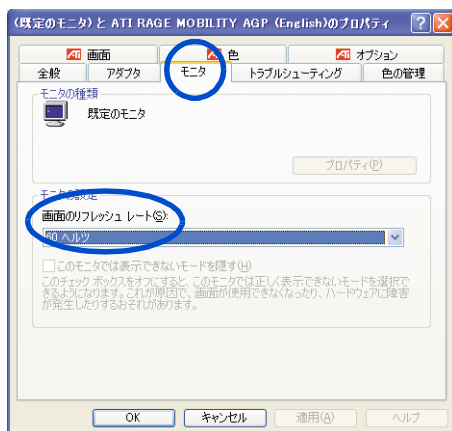 (既定のモニタ) と ATI RAGE MOBILITY AGP (English)のプロパティ
ATI 画面 ATI 色 ATI オプション
全般 アダプタ モニタ トラブルシューティング 色の管理
モニタの種類
既定のモニタ
プロパティ(P)
モニタの設定
画面のリフレッシュ レート(S):
60 ヘルツ
このモニタでは表示できないモードを隠す(H)
このチェック ボックスをオフにすると、このモニタでは正しく表示できないモードを選択で
きるようになります。これが原因で、画面が使用できなくなったり、ハードウェアに障害
が発生したりするおそれがあります。
OK キャンセル 適用(A) ヘルプ